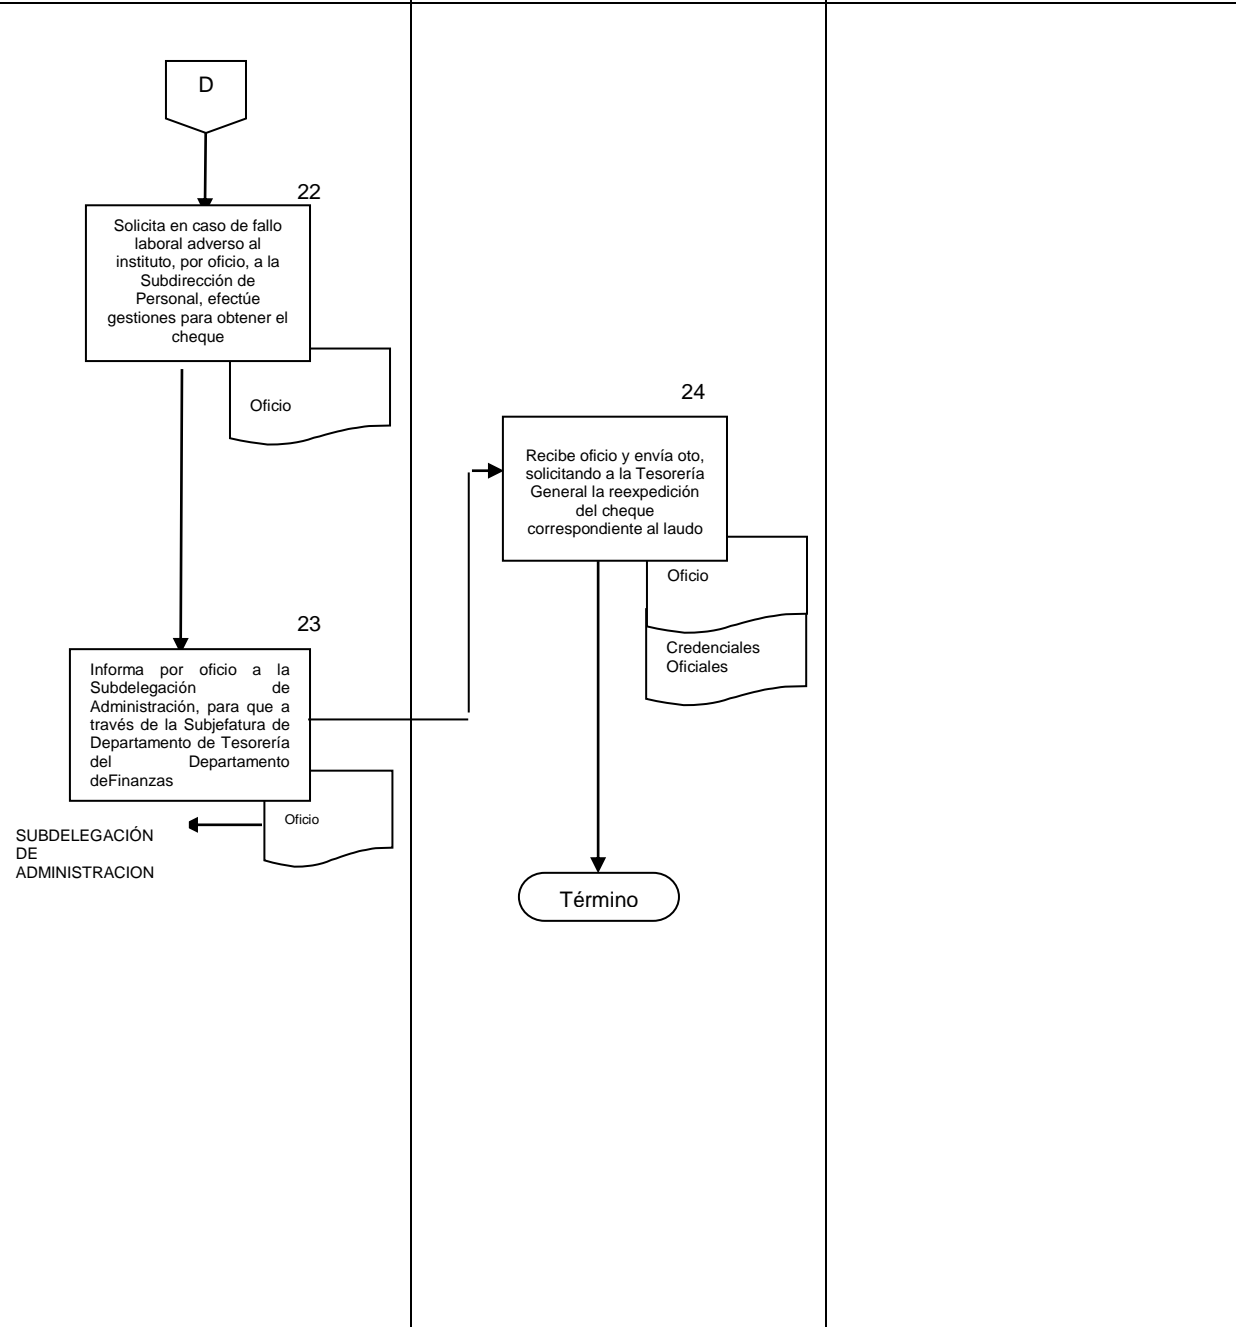 D
22
Solicita en caso de fallo
laboral adverso al
instituto, por oficio, a la
Subdirección de
Personal, efectúe
gestiones para obtener el
cheque
Oficio
23
Informa por oficio a la
Subdelegación de
Administración, para que a
través de la Subjefatura de
Departamento de Tesorería
del Departamento
deFinanzas
Oficio
SUBDELEGACIÓN
DE
ADMINISTRACION
24
Recibe oficio y envía oto,
solicitando a la Tesorería
General la reexpedición
del cheque
correspondiente al laudo
Oficio
Credenciales
Oficiales
Término